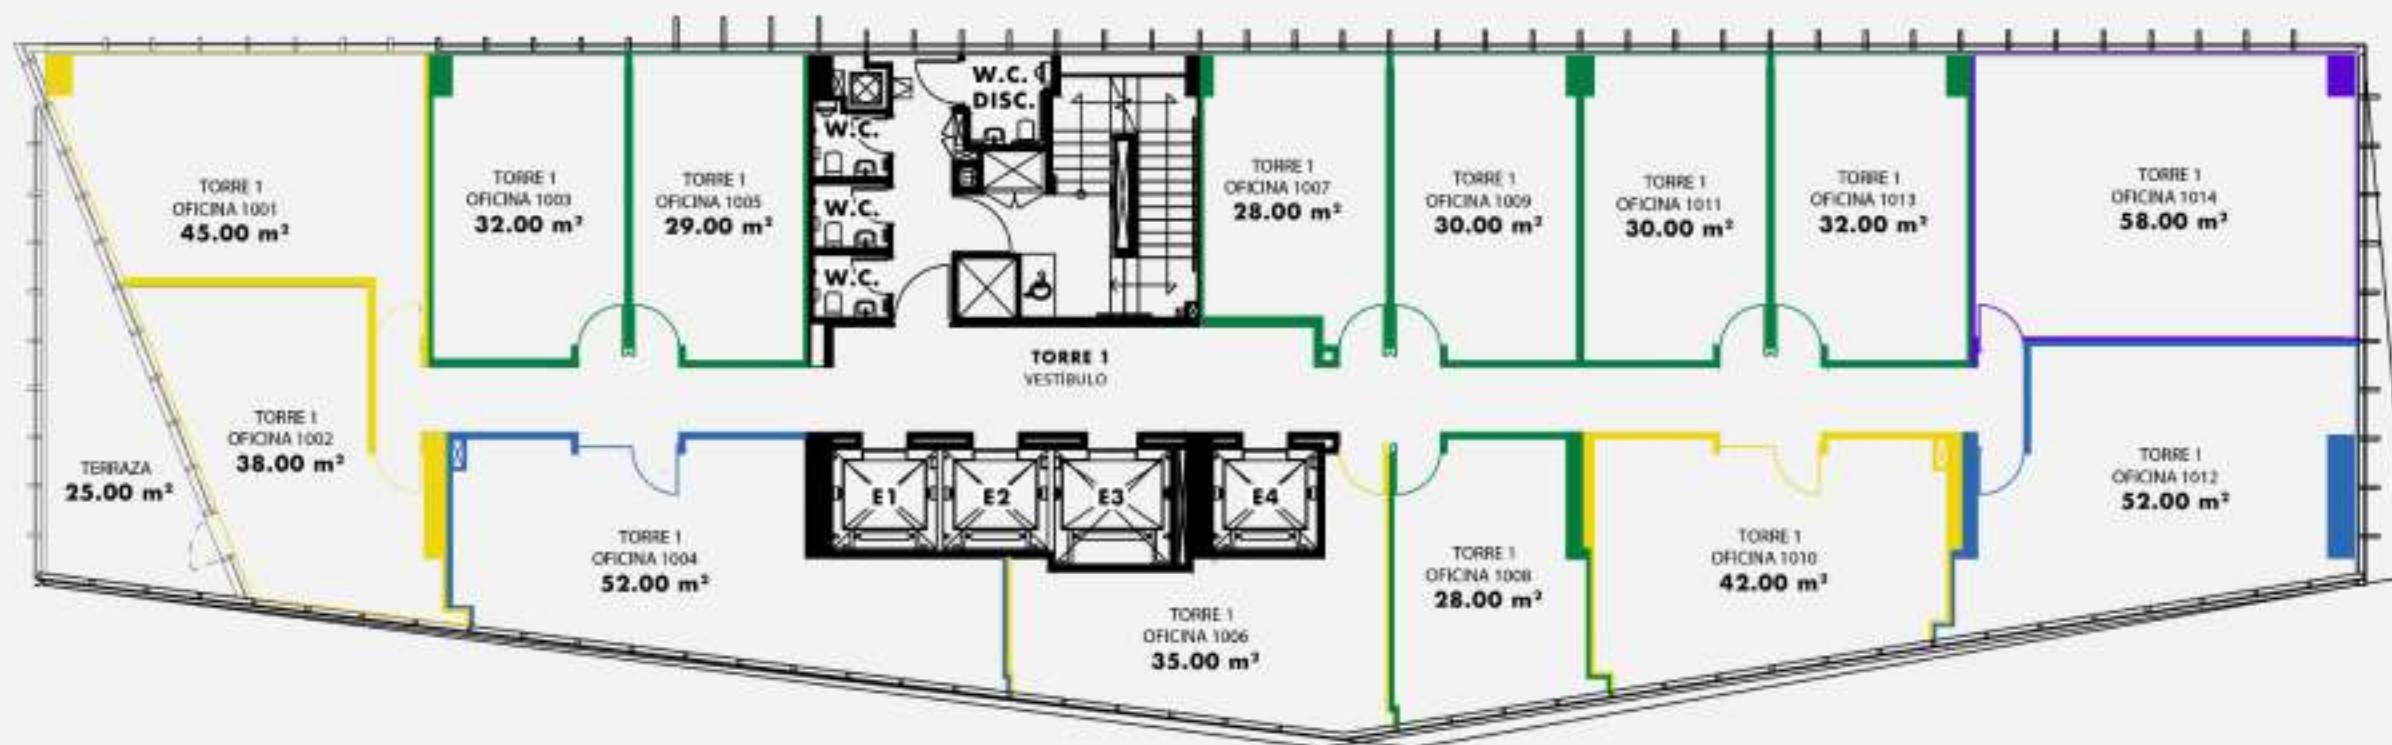 W.C.
DISC.
W.C.
W.C.
W.C.
TORRE 1
OFICINA 1001
45.00 m²
TORRE 1
OFICINA 1003
32.00 m²
TORRE 1
OFICINA 1005
29.00 m²
TORRE 1
OFICINA 1007
28.00 m²
TORRE 1
OFICINA 1009
30.00 m²
TORRE 1
OFICINA 1011
30.00 m²
TORRE 1
OFICINA 1013
32.00 m²
TORRE 1
OFICINA 1014
58.00 m²
TORRE 1
VESTÍBULO
TERRAZA
25.00 m²
TORRE 1
OFICINA 1002
38.00 m²
TORRE 1
OFICINA 1004
52.00 m²
E1
E2
E3
E4
TORRE 1
OFICINA 1006
35.00 m²
TORRE 1
OFICINA 1008
28.00 m²
TORRE 1
OFICINA 1010
42.00 m²
TORRE 1
OFICINA 1012
52.00 m²